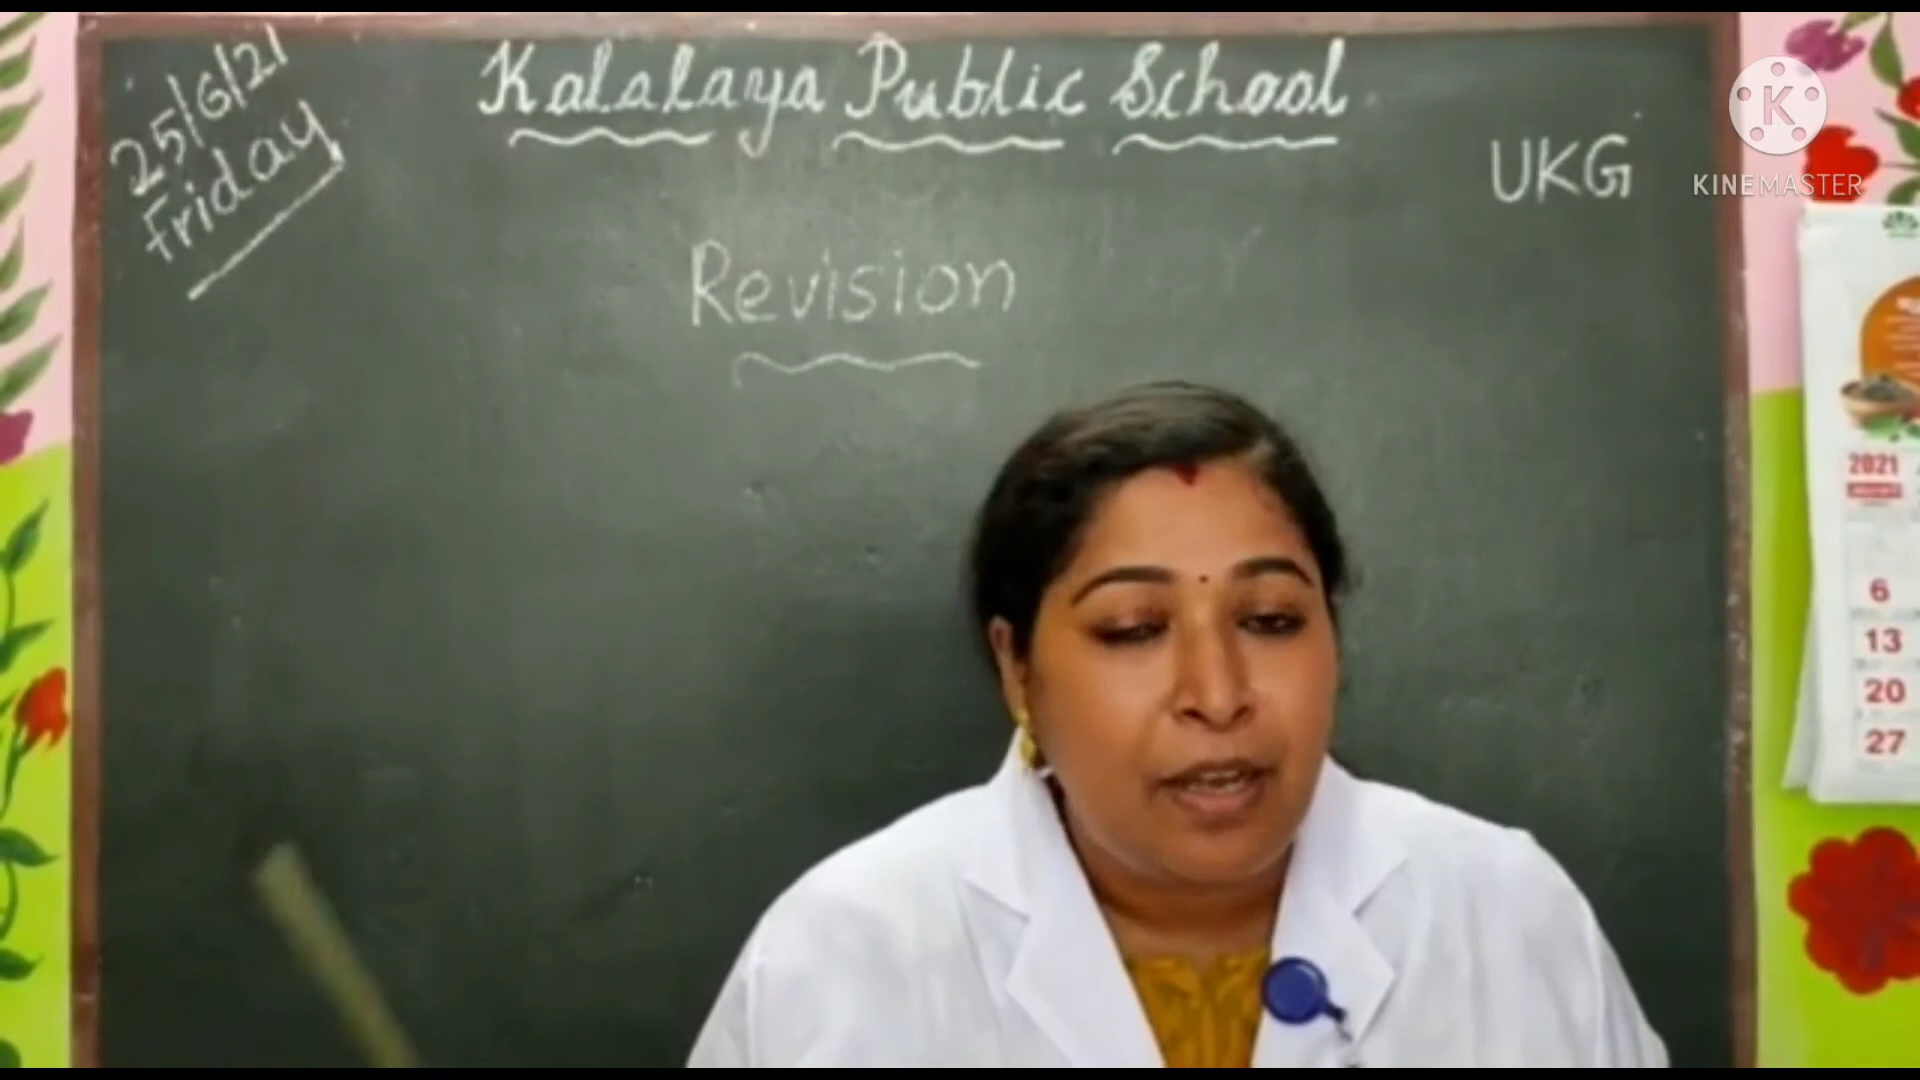 25/6/21
Friday
Kalalaya Public School
UKG
Revision
KINEMASTER
2021
6
13
20
27